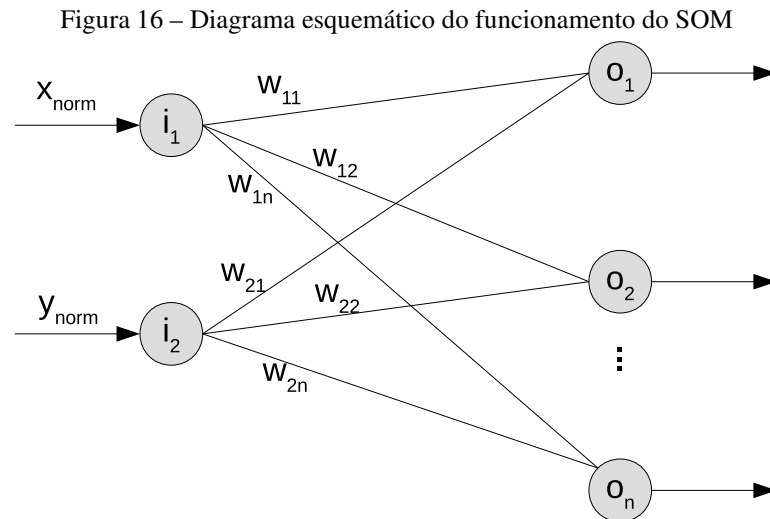 Figura 16 – Diagrama esquemático do funcionamento do SOM
x_norm
i_1
w_11
o_1
w_12
w_1n
y_norm
i_2
w_21
w_22
o_2
w_2n
⋮
o_n